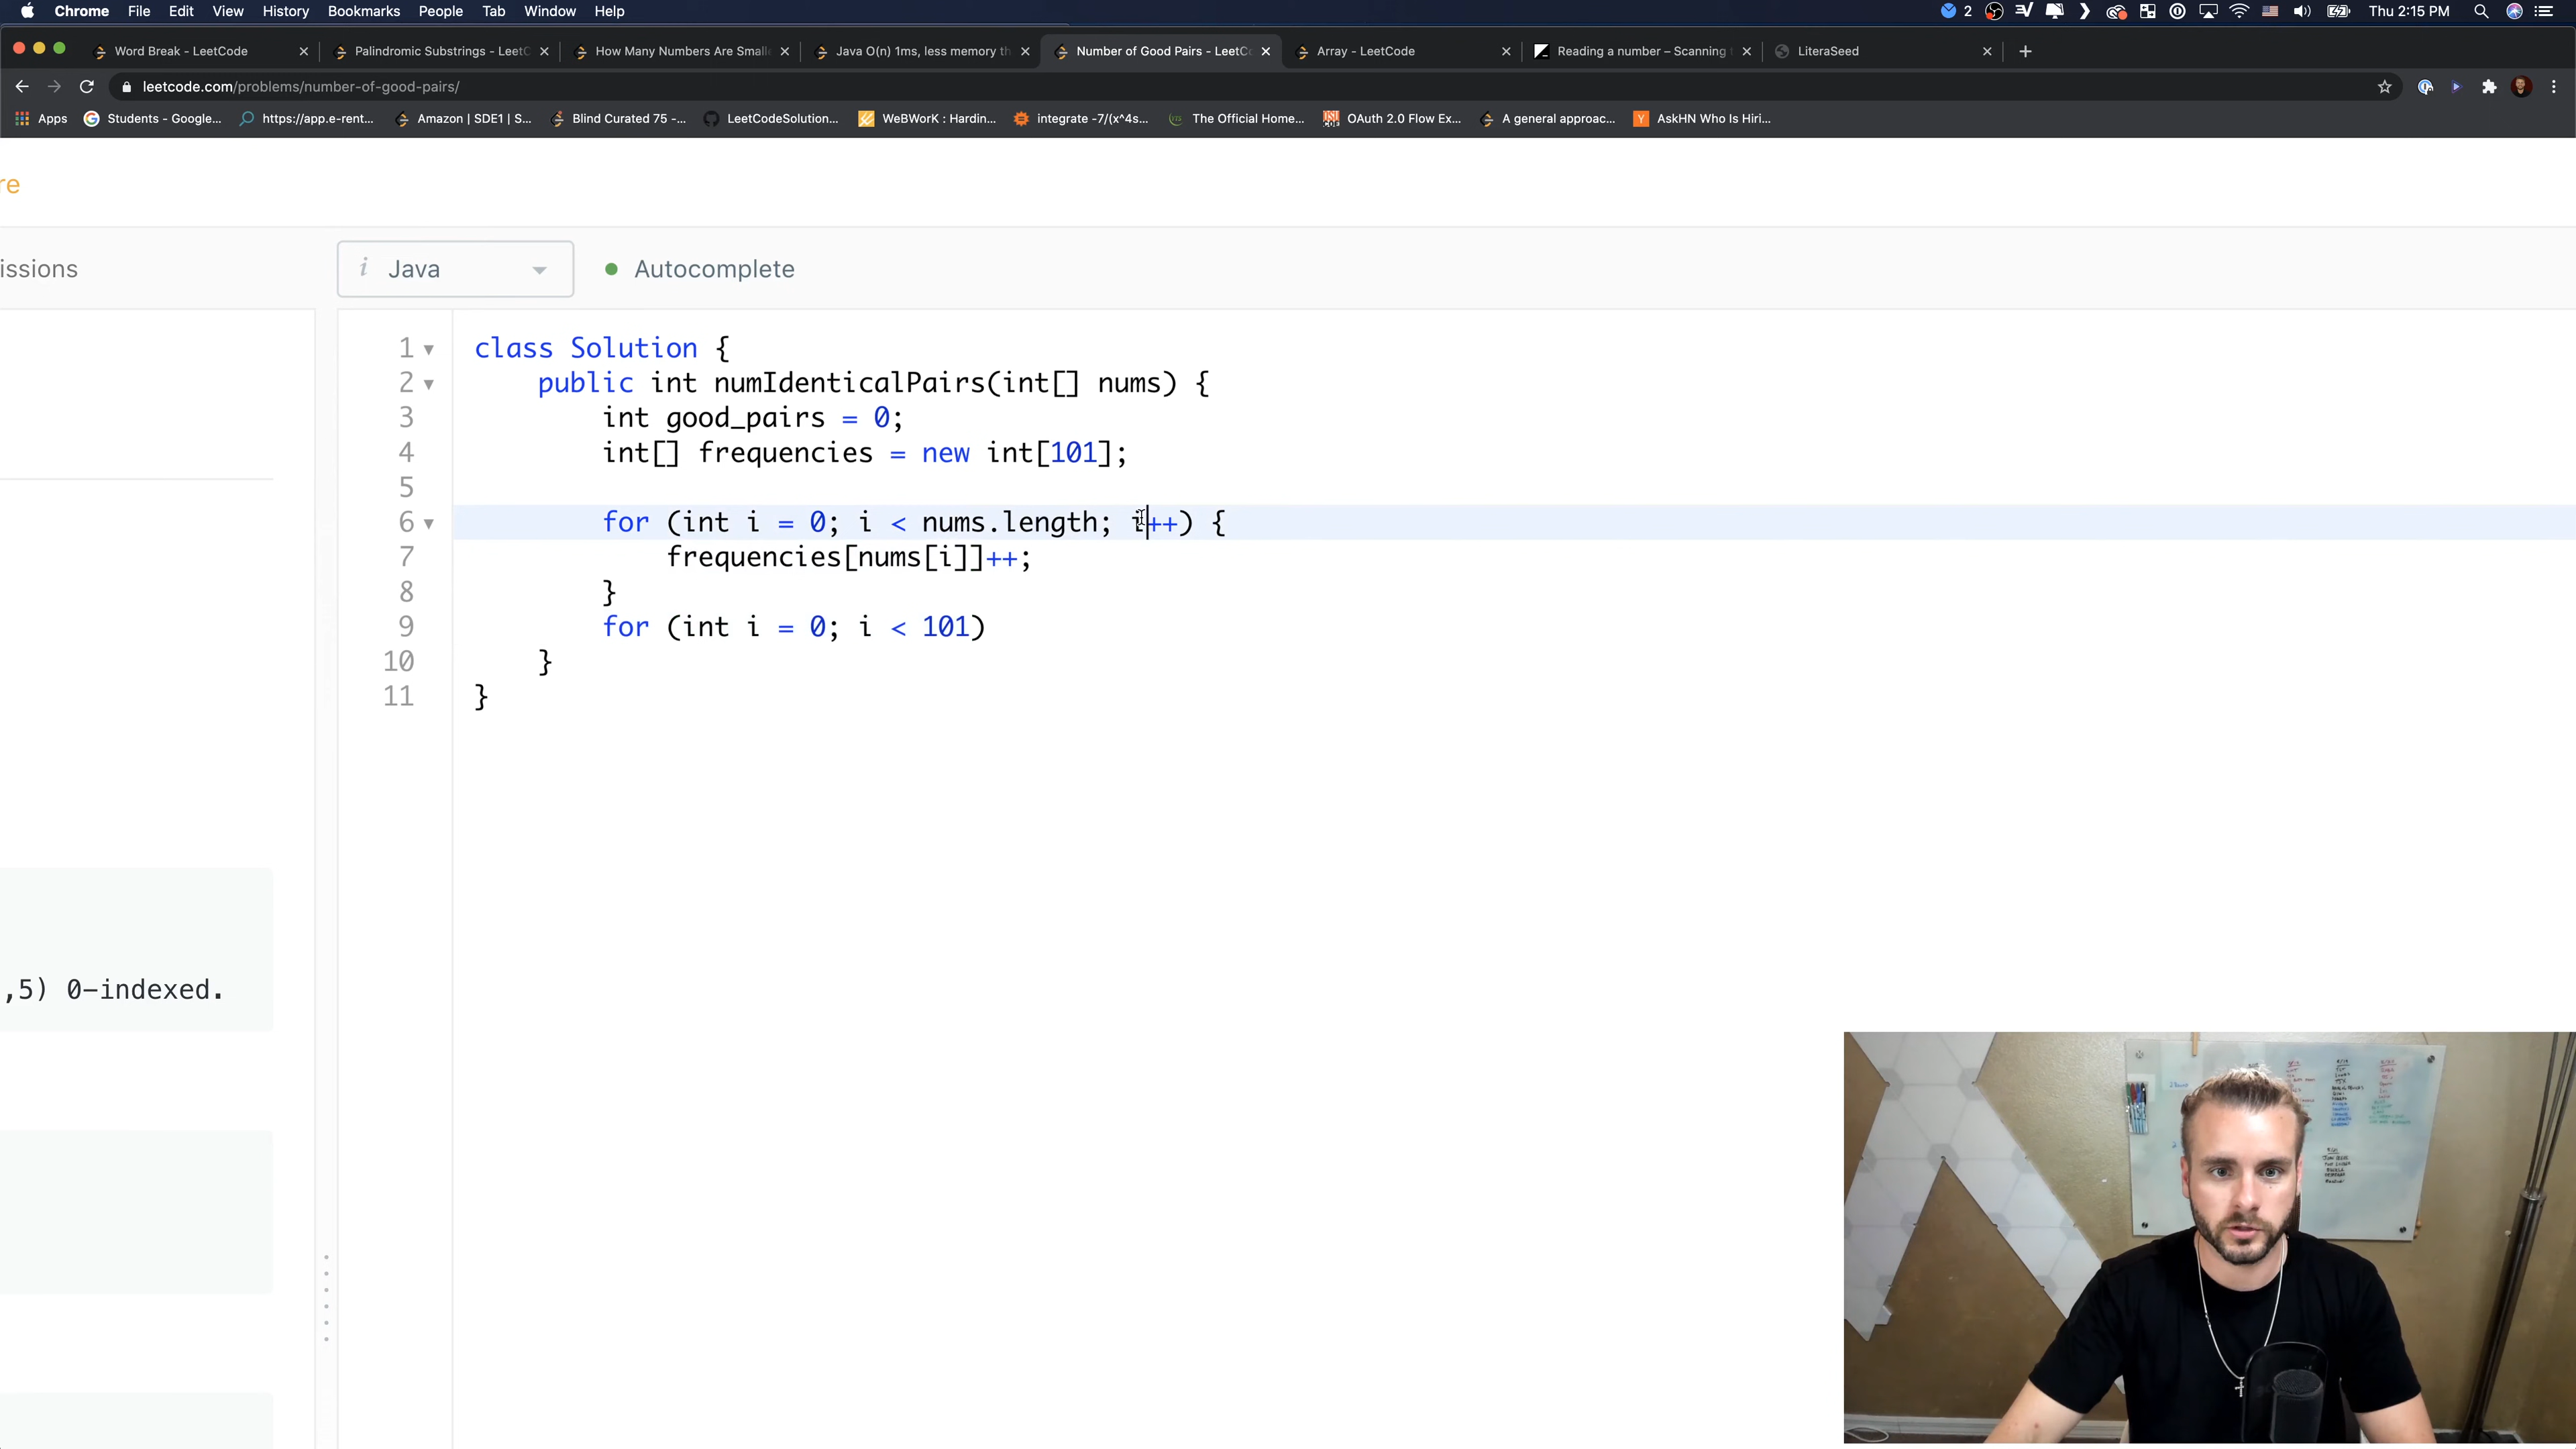 Chrome File Edit View History Bookmarks People Tab Window Help 2 Thu 2:15 PM
Word Break - LeetCode Palindromic Substrings - LeetC How Many Numbers Are Small Java O(n) 1ms, less memory th Number of Good Pairs - LeetCo Array - LeetCode Reading a number – Scanning LiteraSeed
leetcode.com/problems/number-of-good-pairs/
Apps Students - Google... https://app.e-rent... Amazon | SDE1 | S... Blind Curated 75 -... LeetCodeSolution... WeBWorK : Hardin... integrate -7/(x^4s... The Official Home... OAuth 2.0 Flow Ex... A general approac... AskHN Who Is Hiri...
re
issions i Java Autocomplete
1 class Solution {
2 public int numIdenticalPairs(int[] nums) {
3 int good_pairs = 0;
4 int[] frequencies = new int[101];
5
6 for (int i = 0; i < nums.length; i++) {
7 frequencies[nums[i]]++;
8 }
9 for (int i = 0; i < 101)
10 }
11 }
,5) 0-indexed.